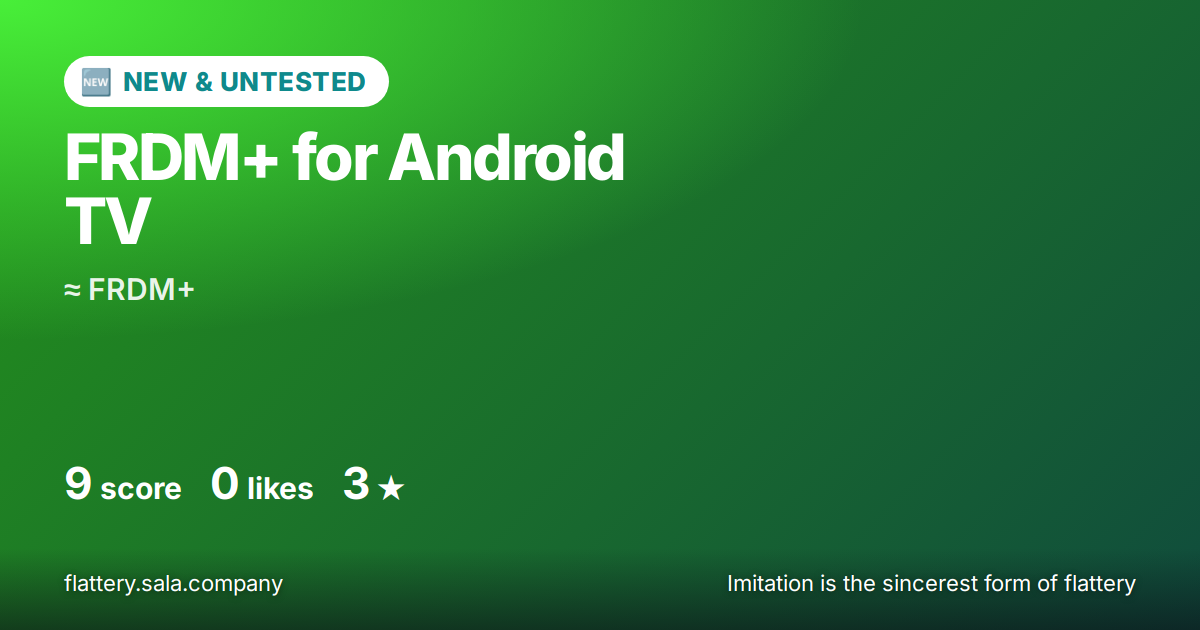 🆕 NEW & UNTESTED
FRDM+ for Android
TV
≈ FRDM+
9 score 0 likes 3 ★
flattery.sala.company
Imitation is the sincerest form of flattery